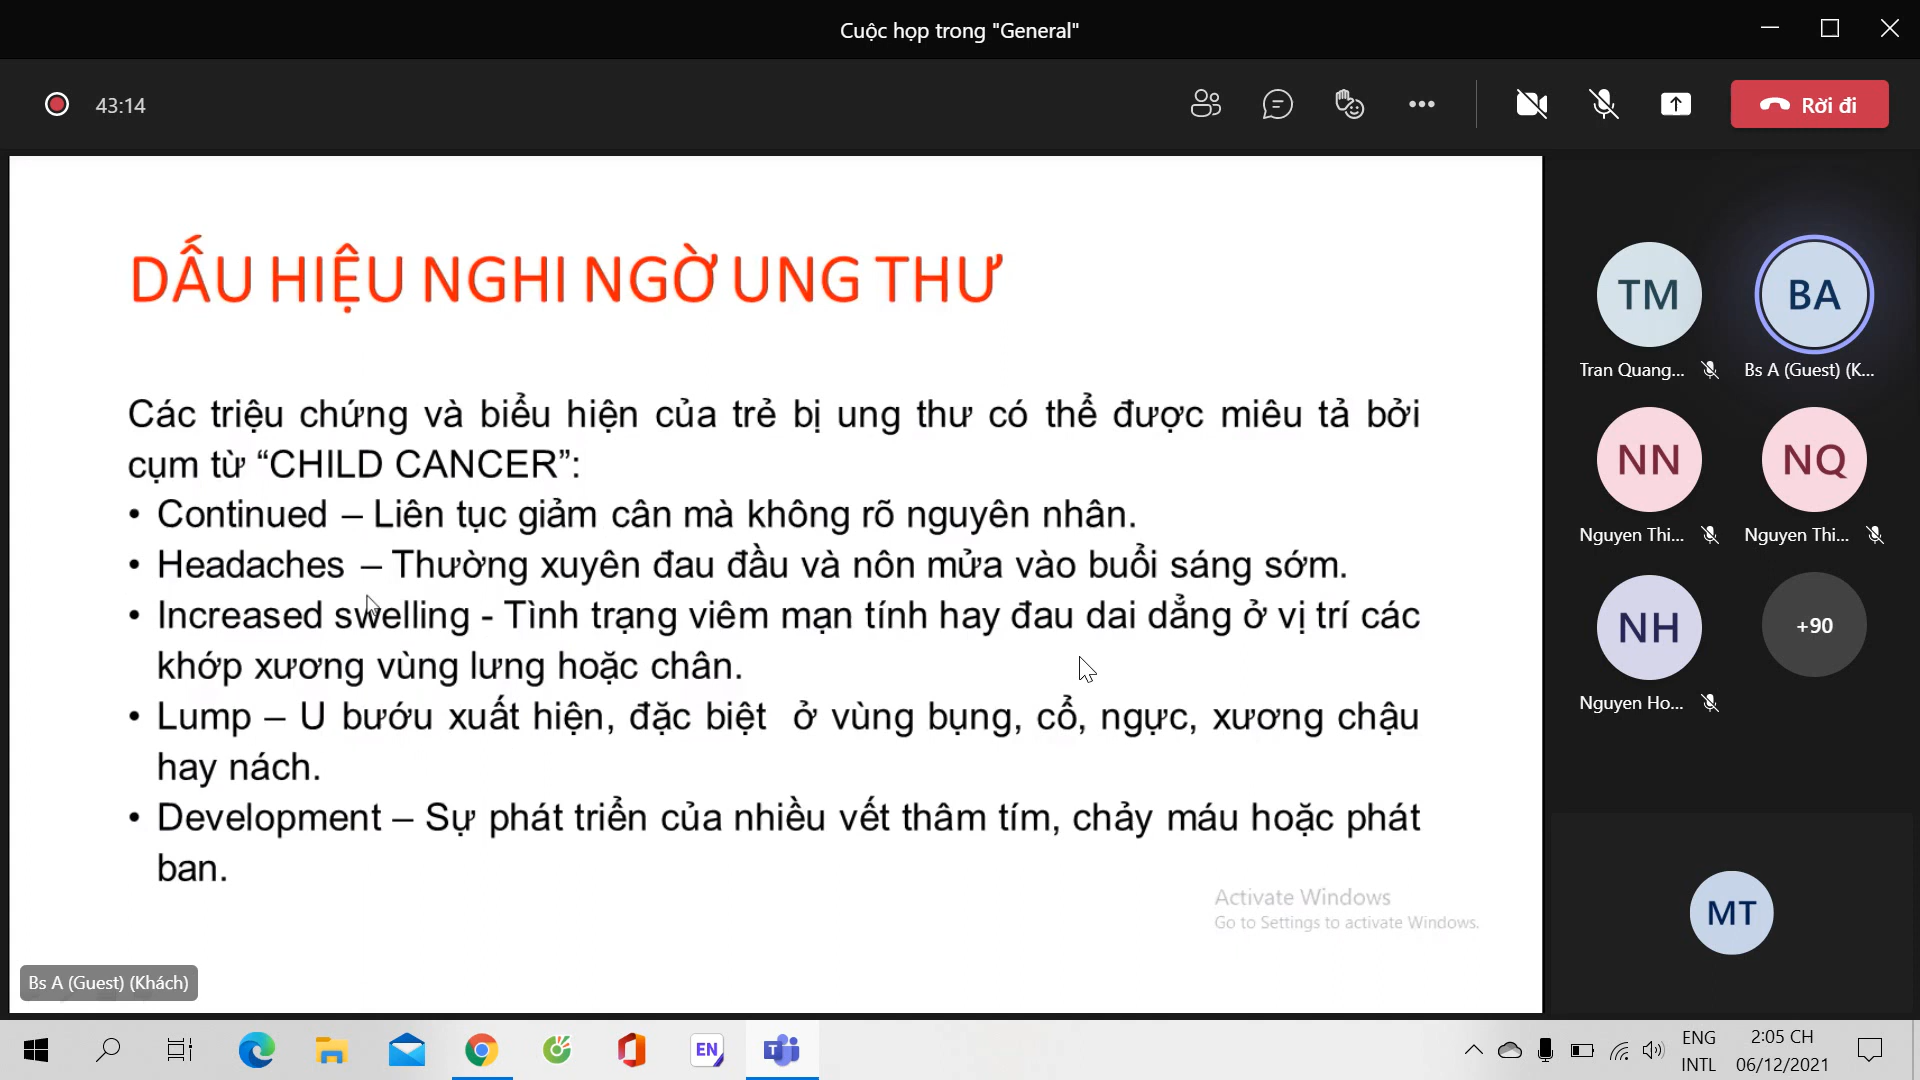 Cuộc họp trong "General"
43:14
Rời đi
DẤU HIỆU NGHI NGỜ UNG THƯ
Các triệu chứng và biểu hiện của trẻ bị ung thư có thể được miêu tả bởi
cụm từ “CHILD CANCER”:
• Continued – Liên tục giảm cân mà không rõ nguyên nhân.
• Headaches – Thường xuyên đau đầu và nôn mửa vào buổi sáng sớm.
• Increased swelling - Tình trạng viêm mạn tính hay đau dai dẳng ở vị trí các
khớp xương vùng lưng hoặc chân.
• Lump – U bướu xuất hiện, đặc biệt ở vùng bụng, cổ, ngực, xương chậu
hay nách.
• Development – Sự phát triển của nhiều vết thâm tím, chảy máu hoặc phát
ban.
Activate Windows
Go to Settings to activate Windows.
Bs A (Guest) (Khách)
TM
BA
Tran Quang...
Bs A (Guest) (K...
NN
NQ
Nguyen Thi...
Nguyen Thi...
NH
+90
Nguyen Ho...
MT
EN
T
ENG
INTL
2:05 CH
06/12/2021